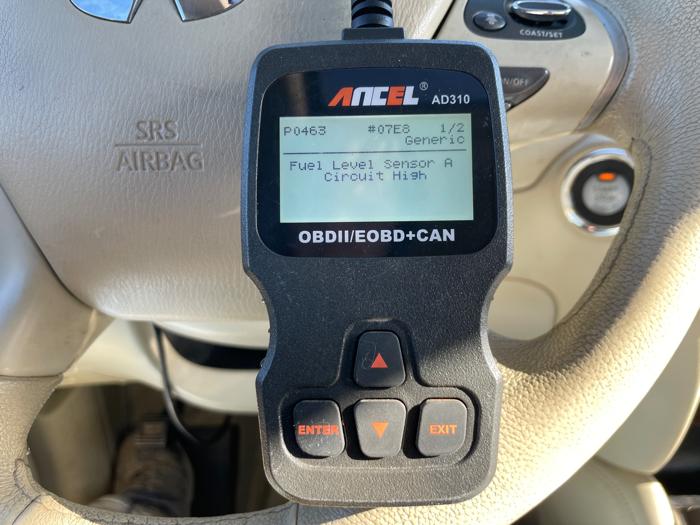 COAST/SET
N/OFF
SRS
AIRBAG
ANCEL® AD310
P0463 #07E8 1/2
Generic
Fuel Level Sensor A
Circuit High
OBDII/EOBD+CAN
ENTER
EXIT